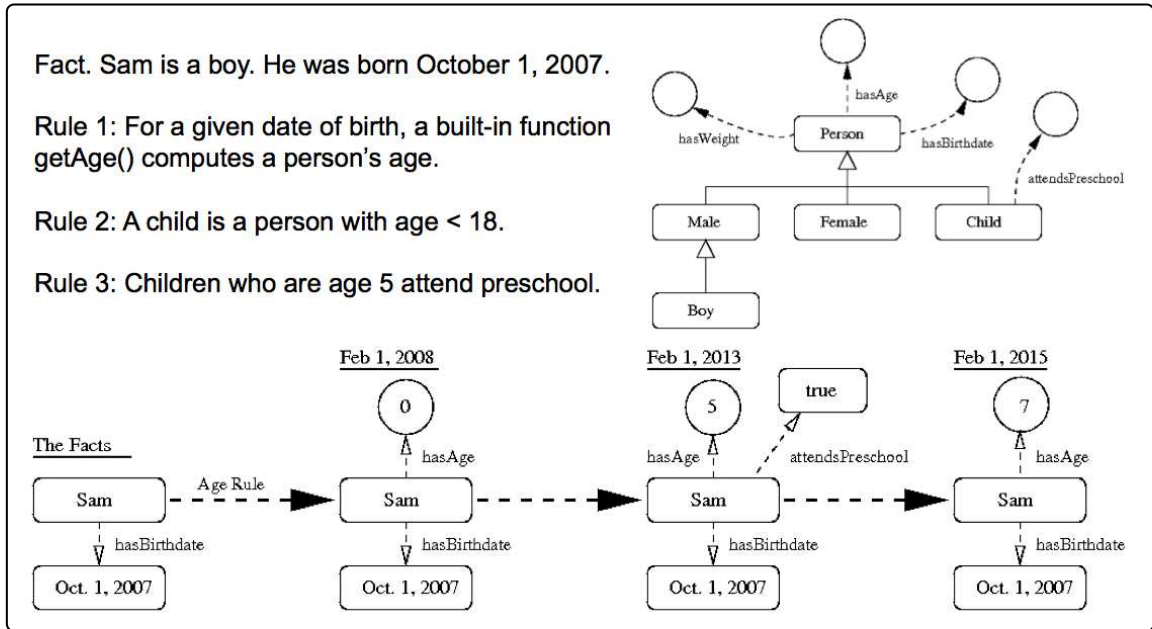 Fact. Sam is a boy. He was born October 1, 2007.
Rule 1: For a given date of birth, a built-in function
getAge() computes a person's age.
Rule 2: A child is a person with age < 18.
Rule 3: Children who are age 5 attend preschool.
hasAge
hasWeight
Person
hasBirthdate
attendsPreschool
Male
Female
Child
Boy
Feb 1, 2008
Feb 1, 2013
Feb 1, 2015
0
5
true
7
The Facts
hasAge
hasAge
attendsPreschool
hasAge
Sam
Age Rule
Sam
Sam
Sam
hasBirthdate
hasBirthdate
hasBirthdate
hasBirthdate
Oct. 1, 2007
Oct. 1, 2007
Oct. 1, 2007
Oct. 1, 2007